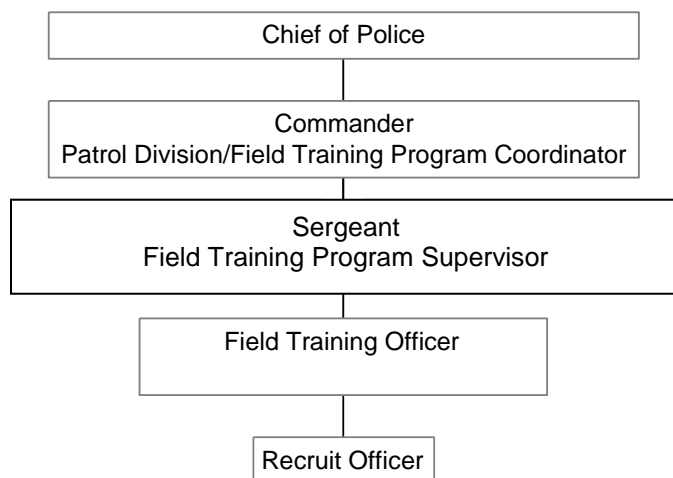 Chief of Police
Commander
Patrol Division/Field Training Program Coordinator
Sergeant
Field Training Program Supervisor
Field Training Officer
Recruit Officer